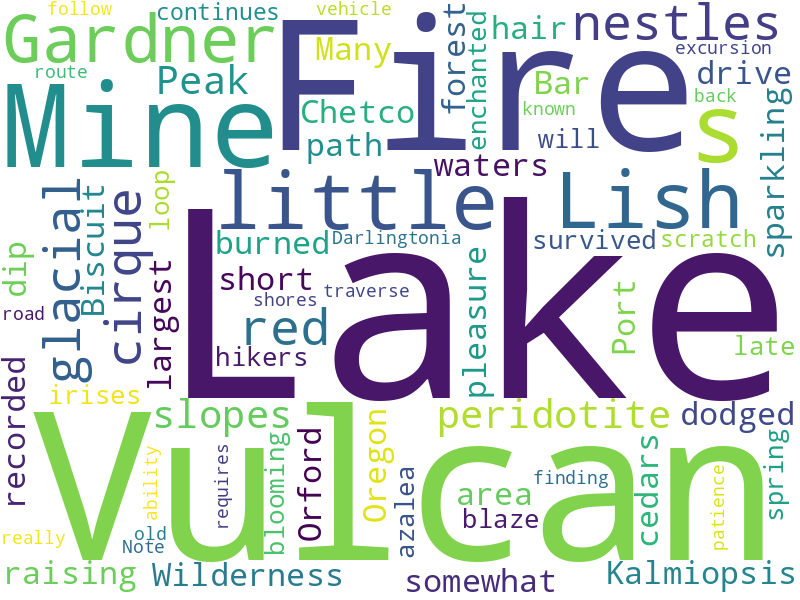 follow
continues
vehicle
Gardner
Fire
Many
forest
hair
nestles
excursion
route
Peak
enchanted
Bar
drive
back
Mine
Chetco
known
s
sparkling
path
will
waters
glacial
Biscuit
cirque
loop
little
Lish
dip
burned
Darlingtonia
survived
scratch
road
largest
short
shores
traverse
pleasure
Port
late
Lake
red
hikers
recorded
irises
slopes
Oregon
peridotite
dodged
Vulcan
ability
requires
blooming
Orford
azalea
area
blaze
finding
cedars
patience
spring
really
old
Note
raising
Wilderness
somewhat
Kalmiopsis